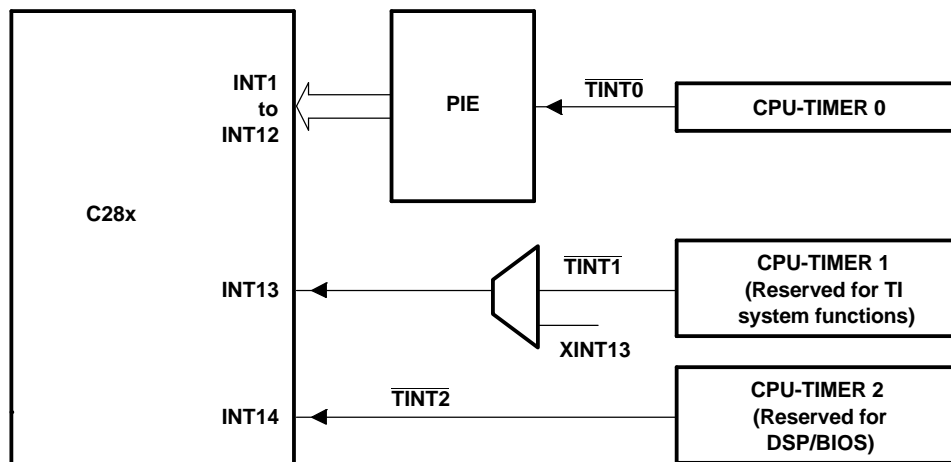 INT1
to
INT12
PIE
TINT0
CPU-TIMER 0
C28x
INT13
TINT1
XINT13
CPU-TIMER 1
(Reserved for TI
system functions)
INT14
TINT2
CPU-TIMER 2
(Reserved for
DSP/BIOS)